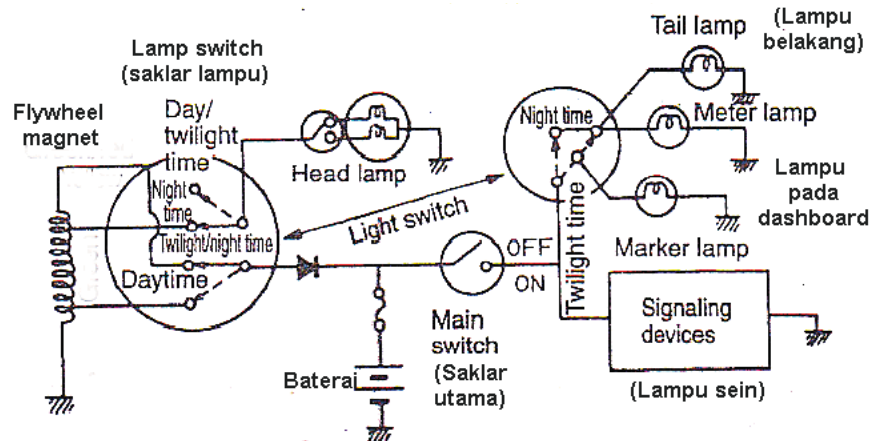 Lamp switch
(saklar lampu)
Flywheel
magnet
Day/
twilight
time
Night
time
Twilight/night time
Daytime
Head lamp
Light switch
Baterai
OFF
ON
Main
switch
(Saklar
utama)
Night time
Twilight time
Tail lamp
(Lampu
belakang)
Meter lamp
Lampu
pada
dashboard
Marker lamp
Signaling
devices
(Lampu sein)